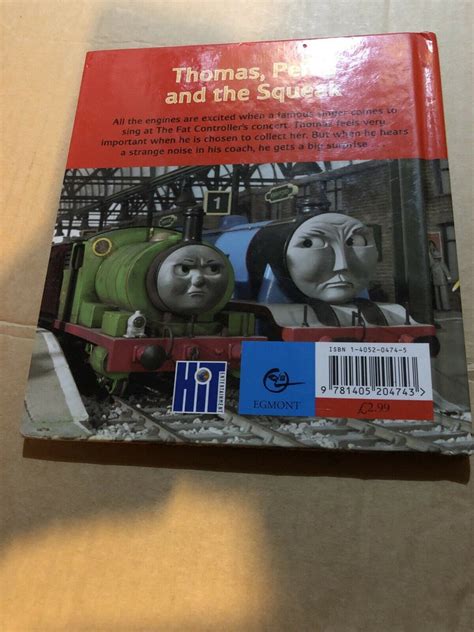 Thomas, Pe
and the Squeak
All the engines are excited when a famous singer comes to
sing at The Fat Controller's concert. Thomas feels very
important when he is chosen to collect her. But when he hears
a strange noise in his coach, he gets a big surprise
1
HiT
ENTERTAINMENT
EGMONT
ISBN 1-4052-0474-5
9 781405 204743 >
£2.99